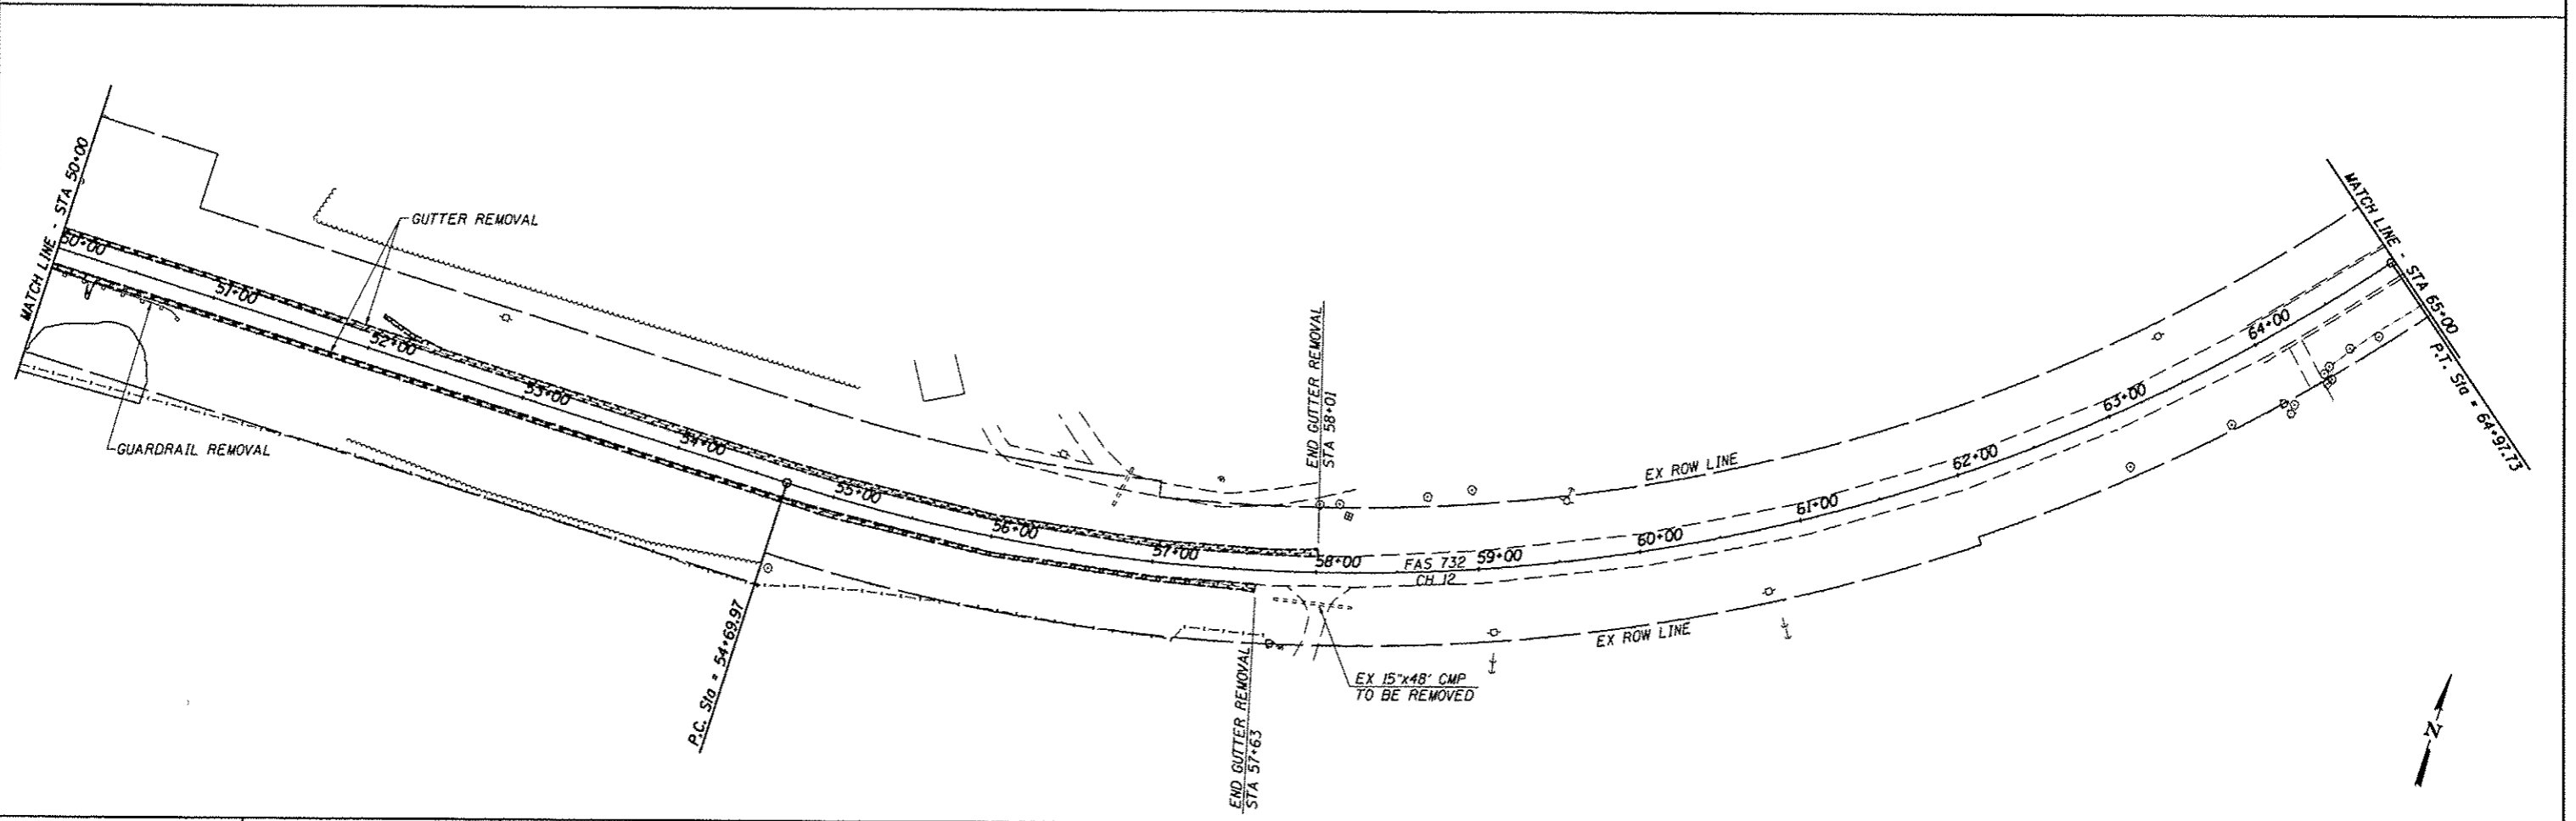 MATCH LINE - STA 50+00
50+00
51+00
GUTTER REMOVAL
52+00
53+00
54+00
GUARDRAIL REMOVAL
P.C. Sta = 54+69.97
55+00
56+00
57+00
END GUTTER REMOVAL
STA 58+01
58+00
END GUTTER REMOVAL
STA 57+63
FAS 732
CH 12
59+00
EX 15"x48' CMP
TO BE REMOVED
EX ROW LINE
EX ROW LINE
60+00
61+00
62+00
63+00
64+00
MATCH LINE - STA 65+00
P.T. Sta = 64+97.73
N